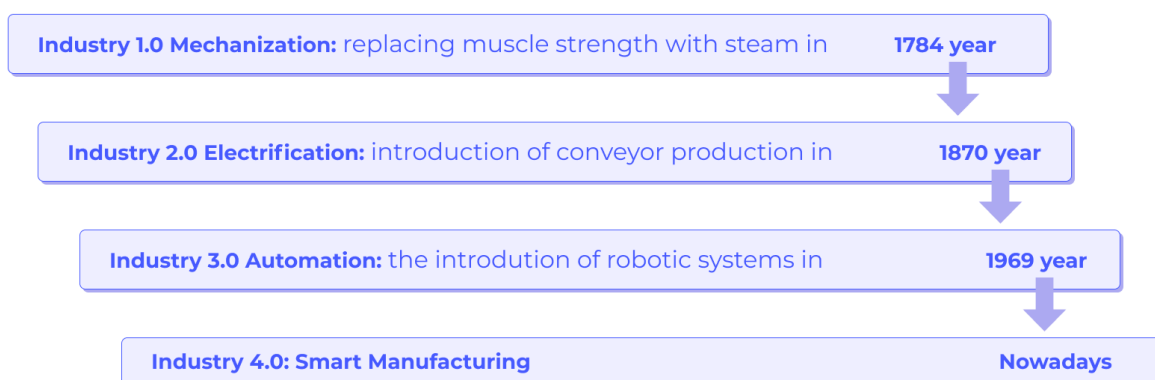 Industry 1.0 Mechanization: replacing muscle strength with steam in 1784 year
Industry 2.0 Electrification: introduction of conveyor production in 1870 year
Industry 3.0 Automation: the introdution of robotic systems in 1969 year
Industry 4.0: Smart Manufacturing Nowadays